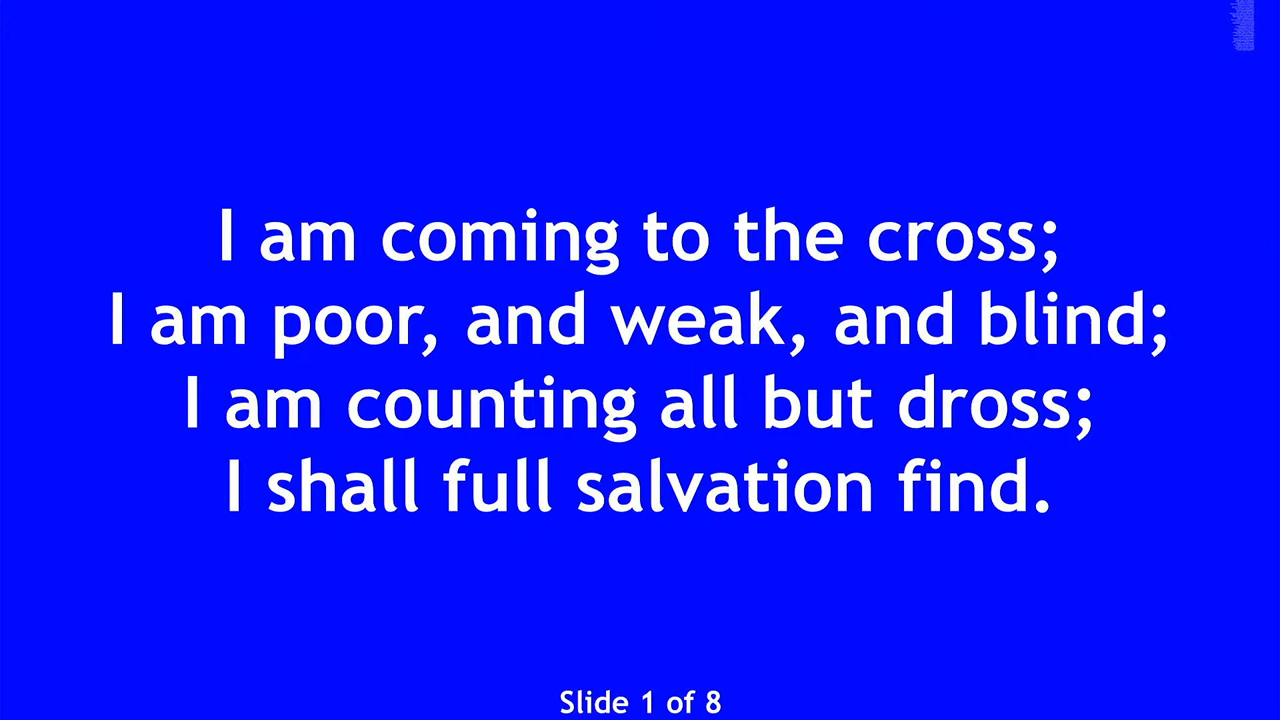 I am coming to the cross;
I am poor, and weak, and blind;
I am counting all but dross;
I shall full salvation find.
Slide 1 of 8